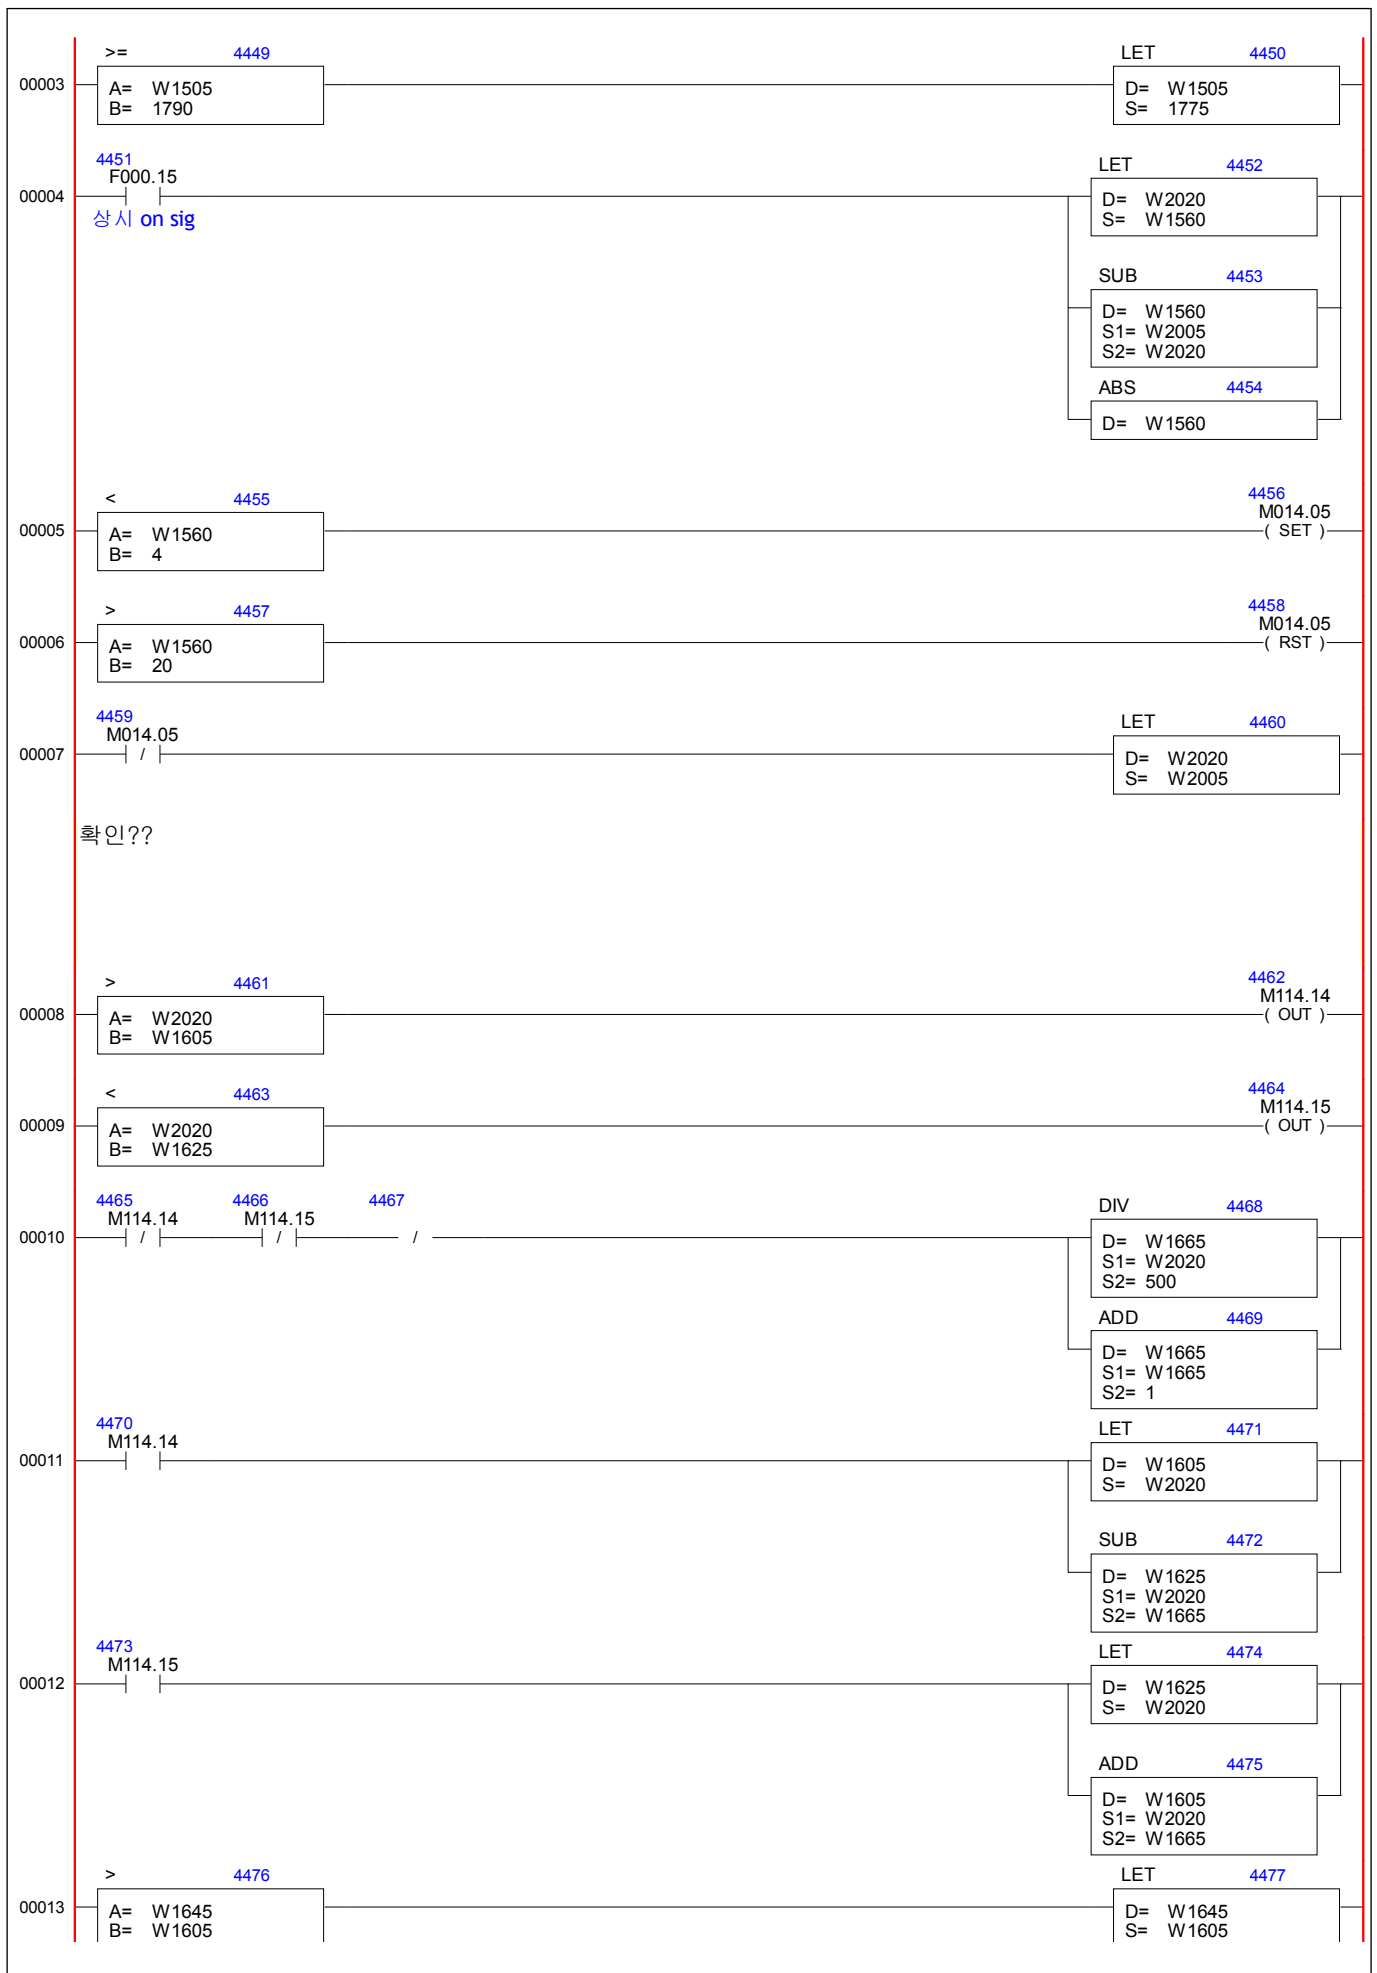 >= 4449 LET 4450
00003 A= W1505 D= W1505
B= 1790 S= 1775
4451
F000.15 LET 4452
00004 D= W2020
상시 on sig S= W1560
SUB 4453
D= W1560
S1= W2005
S2= W2020
ABS 4454
D= W1560
< 4455 4456
M014.05
00005 A= W1560 ( SET )
B= 4
> 4457 4458
M014.05
00006 A= W1560 ( RST )
B= 20
4459
M014.05 LET 4460
00007 / D= W2020
S= W2005
확인??
> 4461 4462
M114.14
00008 A= W2020 ( OUT )
B= W1605
< 4463 4464
M114.15
00009 A= W2020 ( OUT )
B= W1625
4465 4466 4467 DIV 4468
M114.14 M114.15
00010 / / / D= W1665
S1= W2020
S2= 500
ADD 4469
D= W1665
S1= W1665
S2= 1
4470
M114.14 LET 4471
00011 D= W1605
S= W2020
SUB 4472
D= W1625
S1= W2020
S2= W1665
4473
M114.15 LET 4474
00012 D= W1625
S= W2020
ADD 4475
D= W1605
S1= W2020
S2= W1665
> 4476 LET 4477
00013 A= W1645 D= W1645
B= W1605 S= W1605